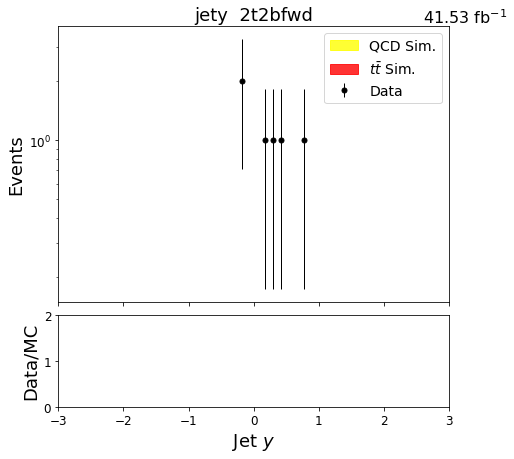 jety 2t2bfwd
41.53 fb⁻¹
QCD Sim.
tt̄ Sim.
Data
Events
10⁰
Data/MC
2
1
0
−3 −2 −1 0 1 2 3
Jet y